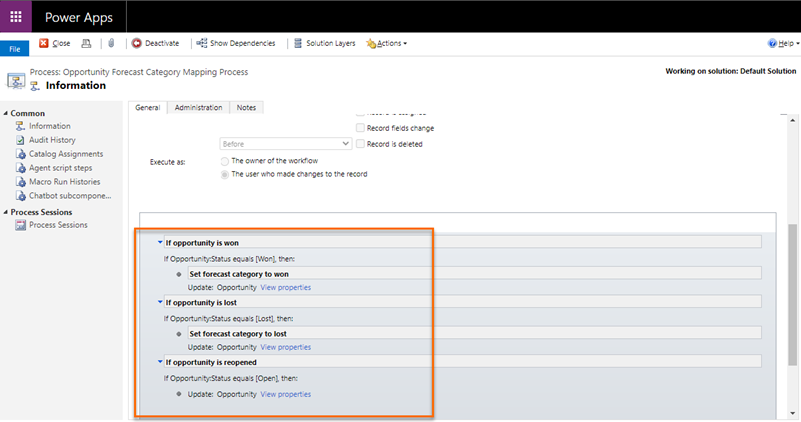 Power Apps
File
Close
Deactivate
Show Dependencies
Solution Layers
Actions
Help
Process: Opportunity Forecast Category Mapping Process
Information
Working on solution: Default Solution
Common
Information
Audit History
Catalog Assignments
Agent script steps
Macro Run Histories
Chatbot subcompone...
Process Sessions
Process Sessions
General
Administration
Notes
Record fields change
Before
Record is deleted
Execute as:
The owner of the workflow
The user who made changes to the record
If opportunity is won
If Opportunity:Status equals [Won], then:
Set forecast category to won
Update: Opportunity View properties
If opportunity is lost
If Opportunity:Status equals [Lost], then:
Set forecast category to lost
Update: Opportunity View properties
If opportunity is reopened
If Opportunity:Status equals [Open], then:
Update: Opportunity View properties